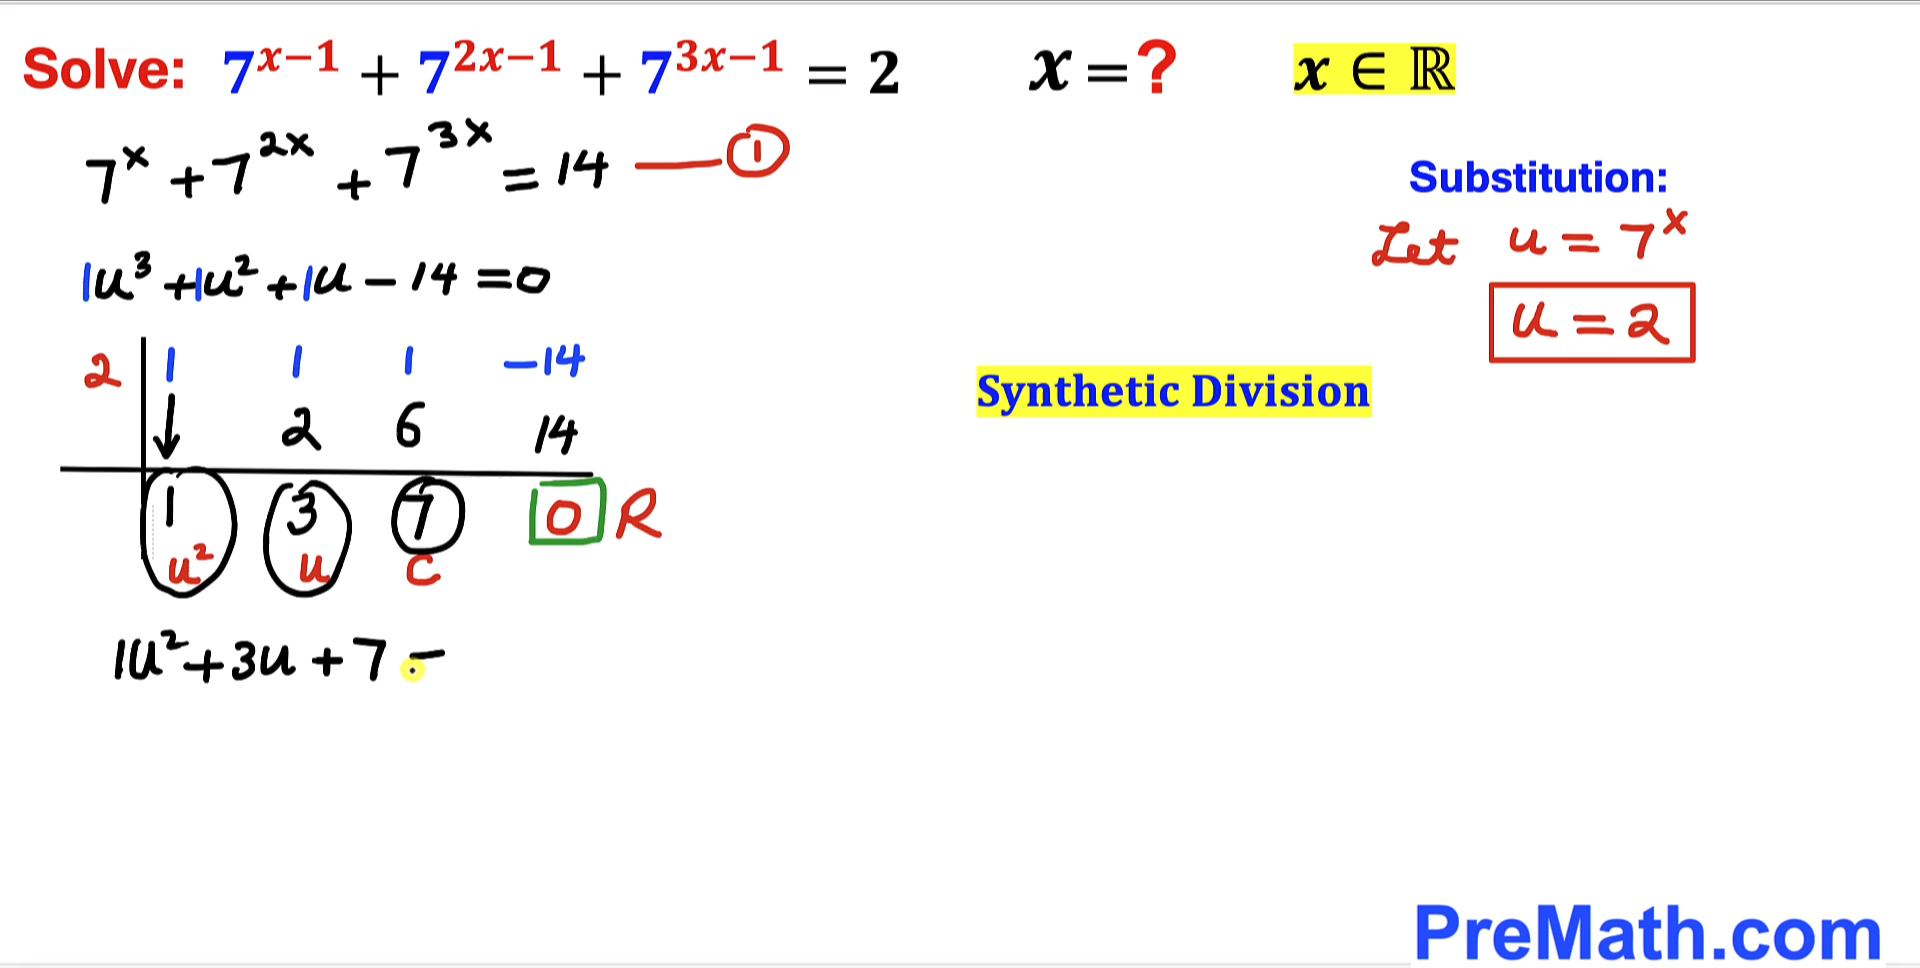 Solve: 7^{x-1} + 7^{2x-1} + 7^{3x-1} = 2 x = ? x ∈ ℝ
7^x + 7^{2x} + 7^{3x} = 14 — ①
Substitution:
Let u = 7^x
1u³ + 1u² + 1u − 14 = 0
u = 2
2 1 1 1 −14
Synthetic Division
↓ 2 6 14
1 3 7 0 R
u² u C
1u² + 3u + 7 −
PreMath.com